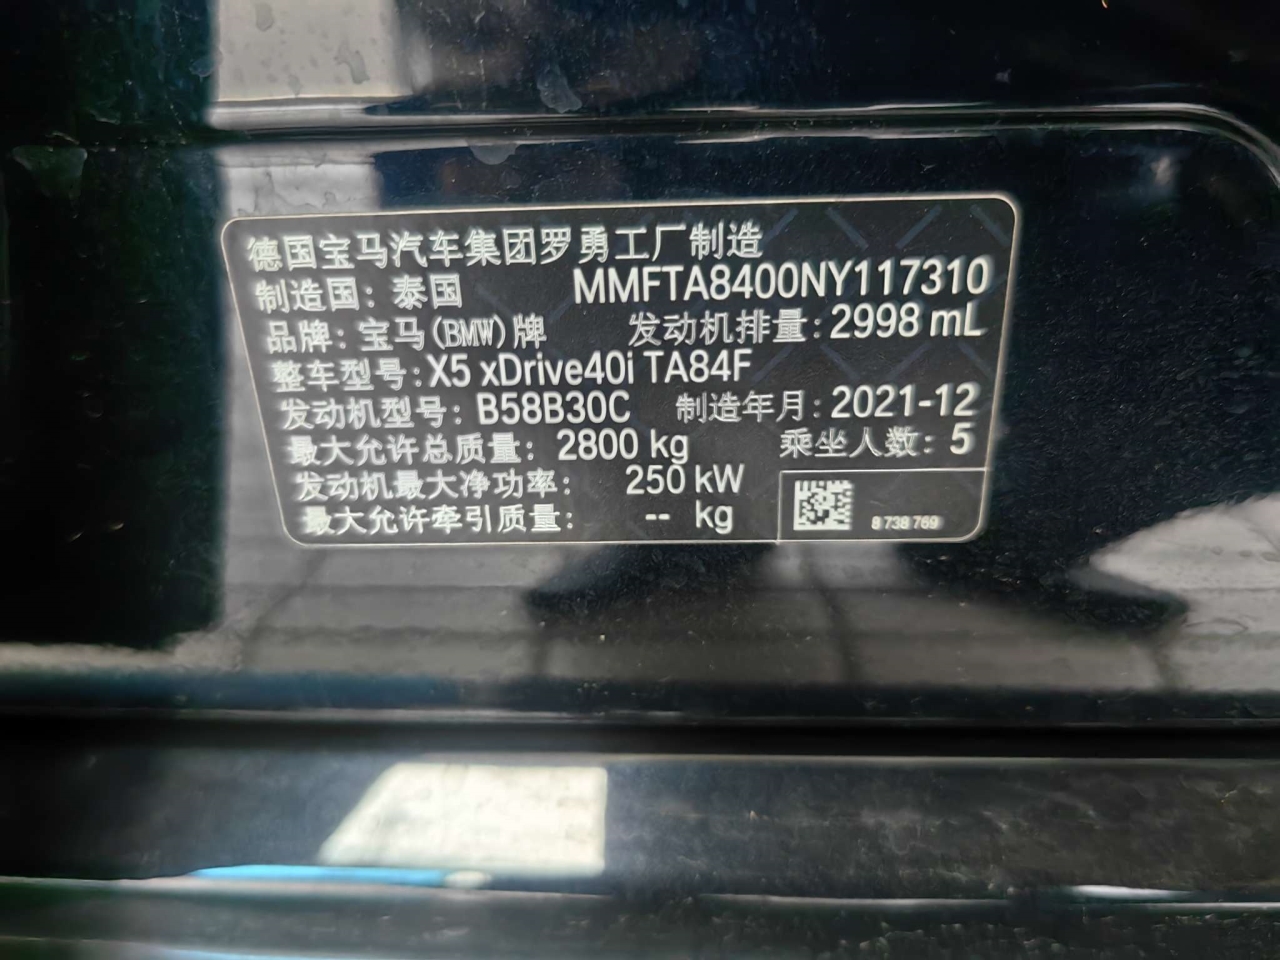 德国宝马汽车集团罗勇工厂制造
制造国：泰国 MMFTA8400NY117310
品牌：宝马(BMW)牌 发动机排量：2998 mL
整车型号：X5 xDrive40i TA84F
发动机型号：B58B30C 制造年月：2021-12
最大允许总质量：2800 kg 乘坐人数：5
发动机最大净功率： 250 kW
最大允许牵引质量： -- kg
8 738 769